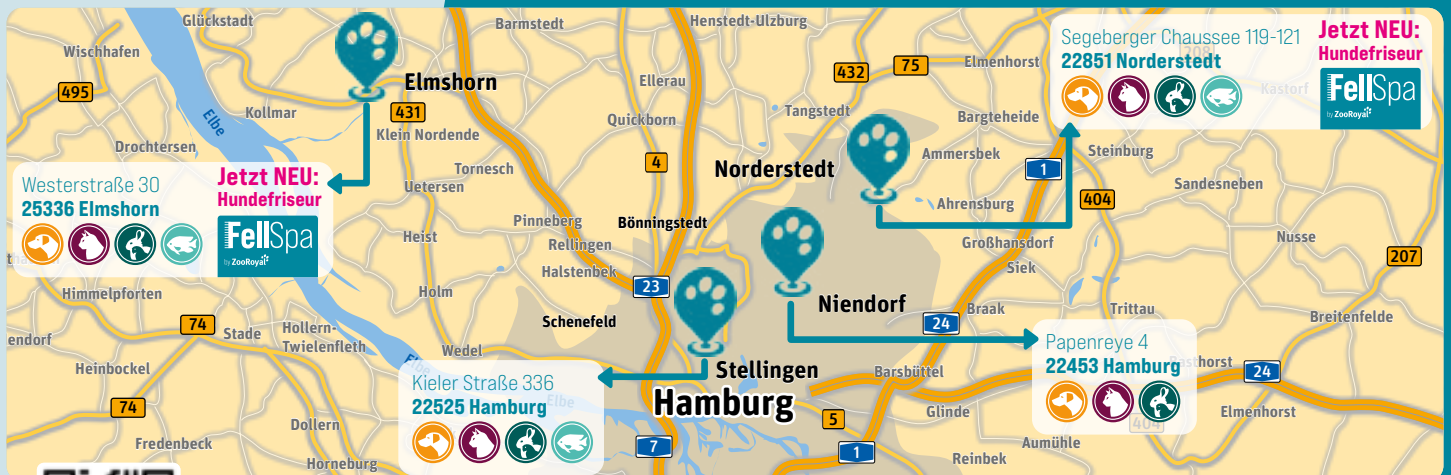 Glückstadt
Barmstedt
Henstedt-Ulzburg
Wischhafen
495
Elmshorn
Ellerau
432
75
Elmenhorst
Segeberger Chaussee 119-121
22851 Norderstedt
Jetzt NEU:
Hundefriseur
FellSpa
by ZooRoyal
Kastorf
208
Kollmar
Elbe
431
Klein Nordende
Quickborn
Tangstedt
Bargteheide
Drochtersen
Tornesch
4
Norderstedt
Ammersbek
1
Steinburg
Westerstraße 30
25336 Elmshorn
Jetzt NEU:
Hundefriseur
FellSpa
by ZooRoyal
Uetersen
Sandesneben
404
Ahrensburg
Pinneberg
Bönningstedt
Heist
Rellingen
Großhansdorf
Nusse
207
Halstenbek
Siek
Himmelpforten
Holm
23
Niendorf
Braak
Trittau
Breitenfelde
endorf
74
Stade
Hollern-
Twielenfleth
Schenefeld
24
Wedel
Elbe
Papenreye 4
22453 Hamburg
Basthorst
24
Heinbockel
Stellingen
Barsbüttel
Kieler Straße 336
22525 Hamburg
Elbe
Hamburg
74
5
Glinde
Elmenhorst
404
Dollern
Fredenbeck
Horneburg
7
1
Aumühle
Reinbek